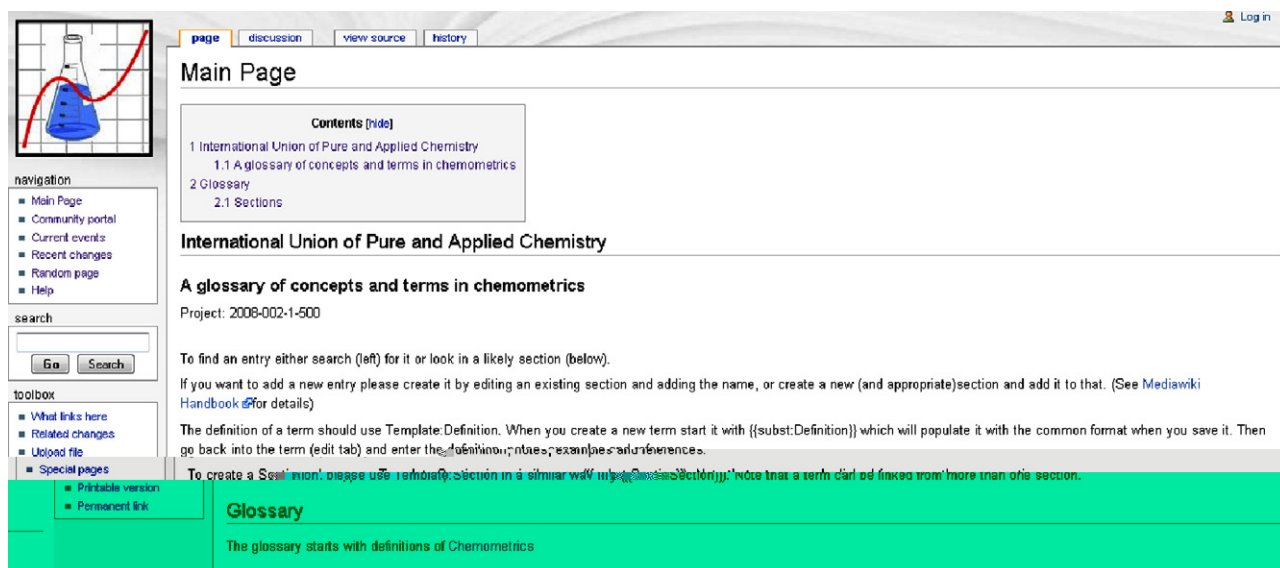 Log in
page discussion view source history
Main Page
Contents [hide]
1 International Union of Pure and Applied Chemistry
1.1 A glossary of concepts and terms in chemometrics
2 Glossary
2.1 Sections
navigation
Main Page
Community portal
Current events
Recent changes
Random page
Help
search
Go Search
toolbox
What links here
Related changes
Upload file
Special pages
Printable version
Permanent link
International Union of Pure and Applied Chemistry
A glossary of concepts and terms in chemometrics
Project: 2008-002-1-500
To find an entry either search (left) for it or look in a likely section (below).
If you want to add a new entry please create it by editing an existing section and adding the name, or create a new (and appropriate)section and add it to that. (See Mediawiki
Handbook for details)
The definition of a term should use Template:Definition. When you create a new term start it with {{subst:Definition}} which will populate it with the common format when you save it. Then
go back into the term (edit tab) and enter the definition, notes, examples and references.
To create a please use Template:Section in a similar way Note that a term can be linked from more than one section.
Glossary
The glossary starts with definitions of Chemometrics